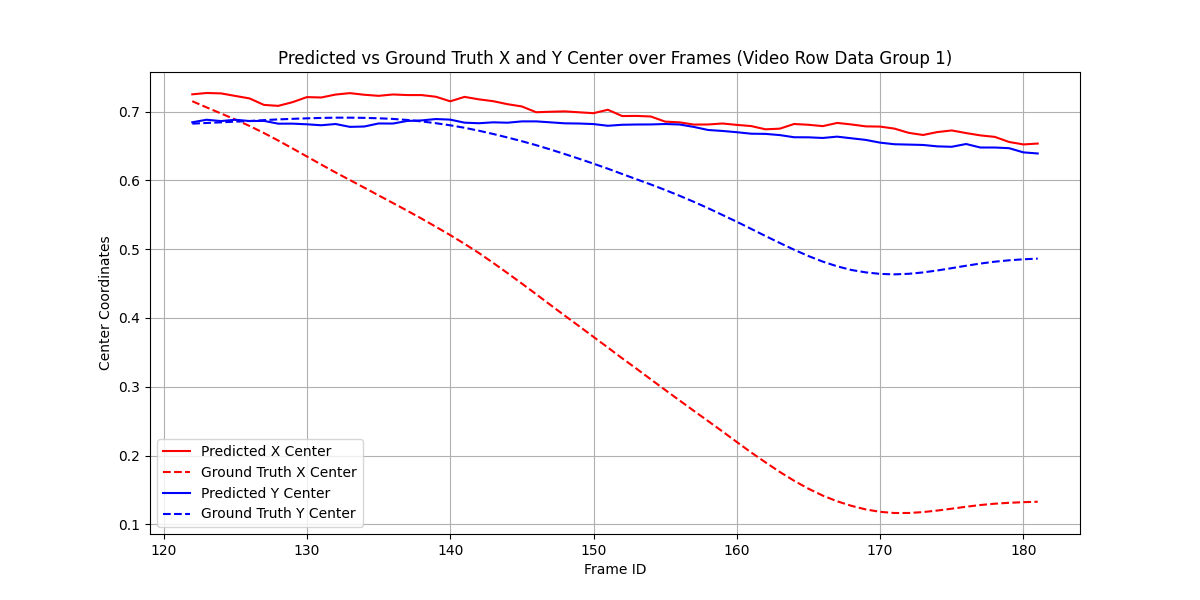 Predicted vs Ground Truth X and Y Center over Frames (Video Row Data Group 1)
Center Coordinates
0.7
0.6
0.5
0.4
0.3
0.2
0.1
Predicted X Center
Ground Truth X Center
Predicted Y Center
Ground Truth Y Center
120 130 140 150 160 170 180
Frame ID